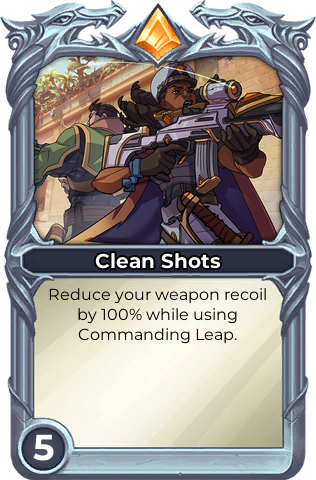 Clean Shots
Reduce your weapon recoil
by 100% while using
Commanding Leap.
5